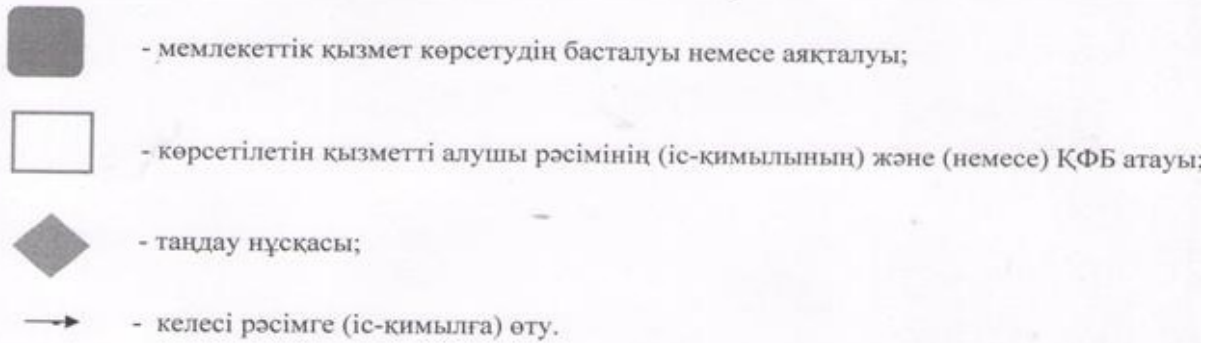 - мемлекеттік қызмет көрсетудің басталуы немесе аяқталуы;
- көрсетілетін қызметті алушы рәсімінің (іс-қимылының) және (немесе) ҚФБ атауы;
- таңдау нұсқасы;
- келесі рәсімге (іс-қимылға) өту.